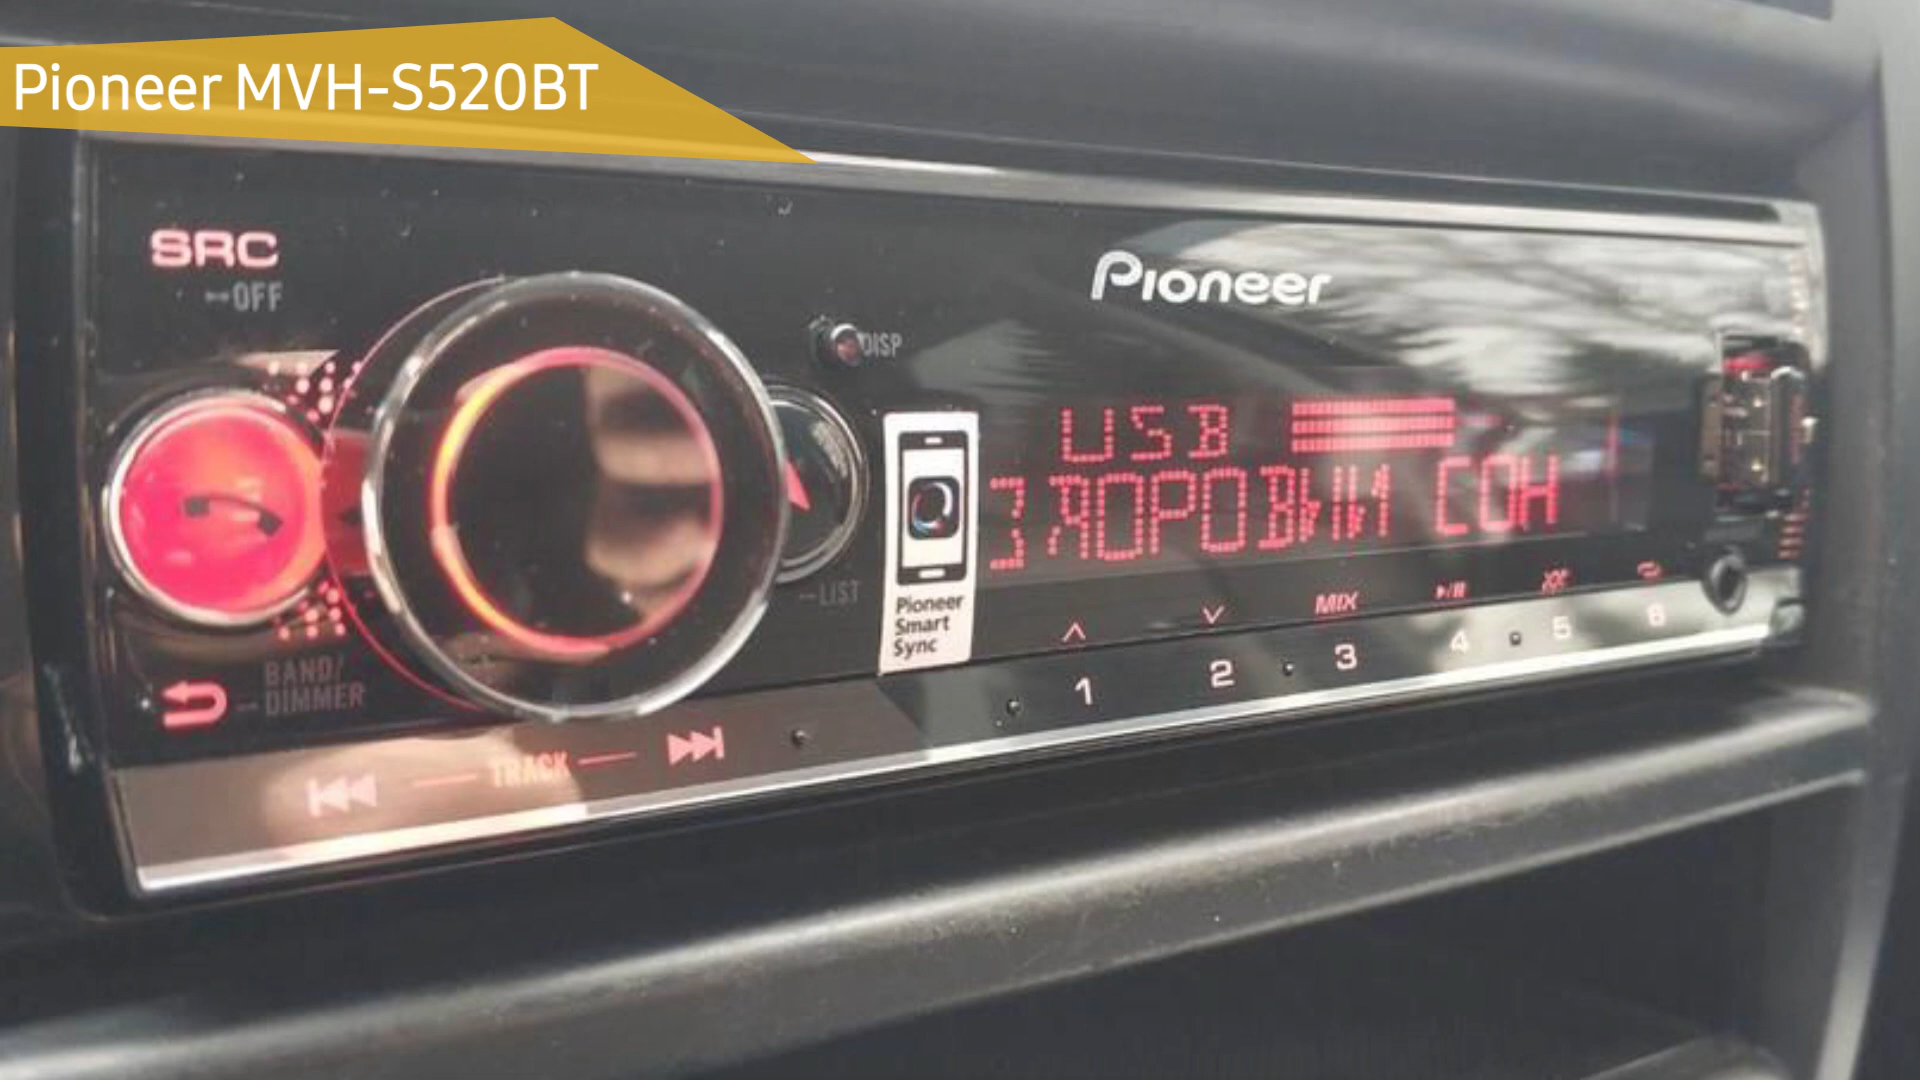 Pioneer MVH-S520BT
SRC
OFF
Pioneer
DISP
USB
ЗДОРОВЫЙ СОН
LIST
Pioneer
Smart
Sync
MIX
BAND/
DIMMER
1 2 3 4 5 6
TRACK